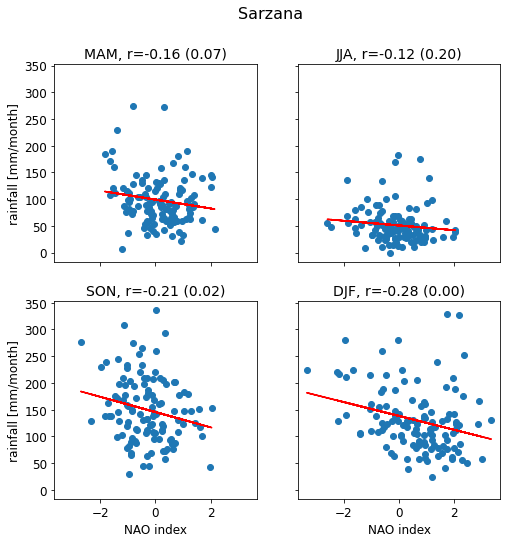 Sarzana
MAM, r=-0.16 (0.07)
JJA, r=-0.12 (0.20)
rainfall [mm/month]
350
300
250
200
150
100
50
0
SON, r=-0.21 (0.02)
DJF, r=-0.28 (0.00)
rainfall [mm/month]
350
300
250
200
150
100
50
0
−2 0 2
−2 0 2
NAO index
NAO index